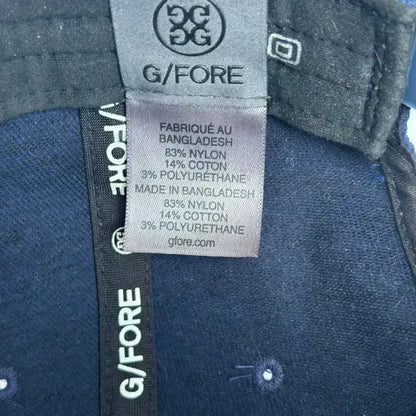 G/FORE
FABRIQUÉ AU
BANGLADESH
83% NYLON
14% COTON
3% POLYURÉTHANE
MADE IN BANGLADESH
83% NYLON
14% COTTON
3% POLYURETHANE
gfore.com
G/FORE
G/FORE